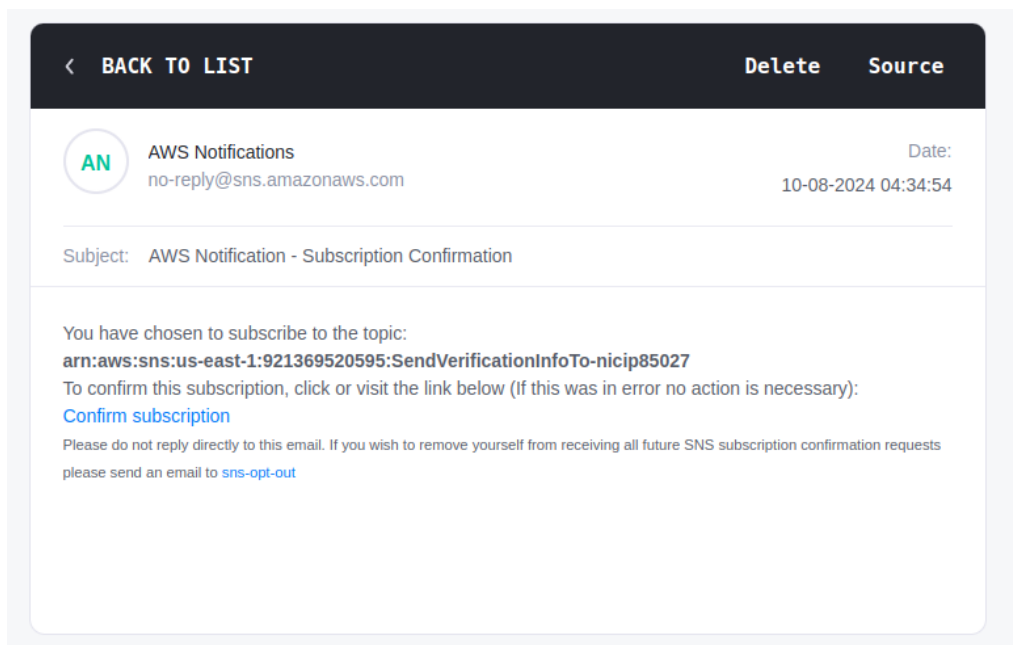 BACK TO LIST Delete Source
AN
AWS Notifications
no-reply@sns.amazonaws.com
Date:
10-08-2024 04:34:54
Subject: AWS Notification - Subscription Confirmation
You have chosen to subscribe to the topic:
arn:aws:sns:us-east-1:921369520595:SendVerificationInfoTo-nicip85027
To confirm this subscription, click or visit the link below (If this was in error no action is necessary):
Confirm subscription
Please do not reply directly to this email. If you wish to remove yourself from receiving all future SNS subscription confirmation requests
please send an email to sns-opt-out